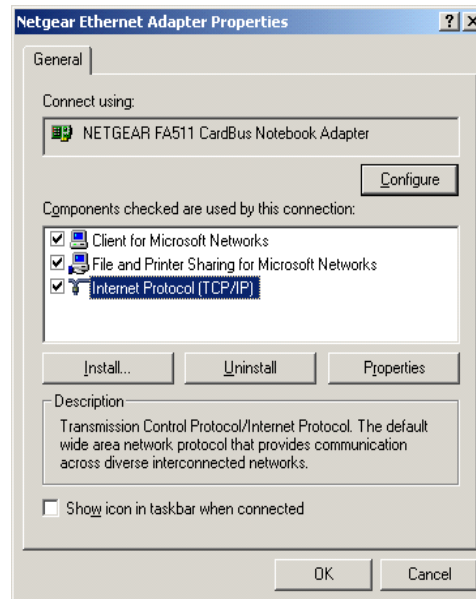 Netgear Ethernet Adapter Properties
General
Connect using:
NETGEAR FA511 CardBus Notebook Adapter
Configure
Components checked are used by this connection:
Client for Microsoft Networks
File and Printer Sharing for Microsoft Networks
Internet Protocol (TCP/IP)
Install... Uninstall Properties
Description
Transmission Control Protocol/Internet Protocol. The default
wide area network protocol that provides communication
across diverse interconnected networks.
Show icon in taskbar when connected
OK Cancel